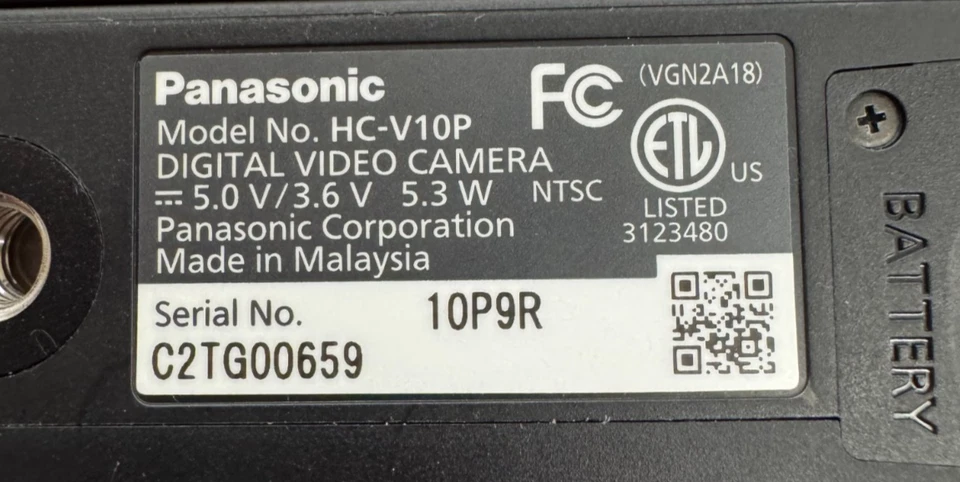 Panasonic
FC (VGN2A18)
Model No. HC-V10P
DIGITAL VIDEO CAMERA
ETL US
⎓ 5.0 V/3.6 V 5.3 W NTSC
LISTED
Panasonic Corporation
3123480
Made in Malaysia
Serial No. 10P9R
C2TG00659
BATTERY